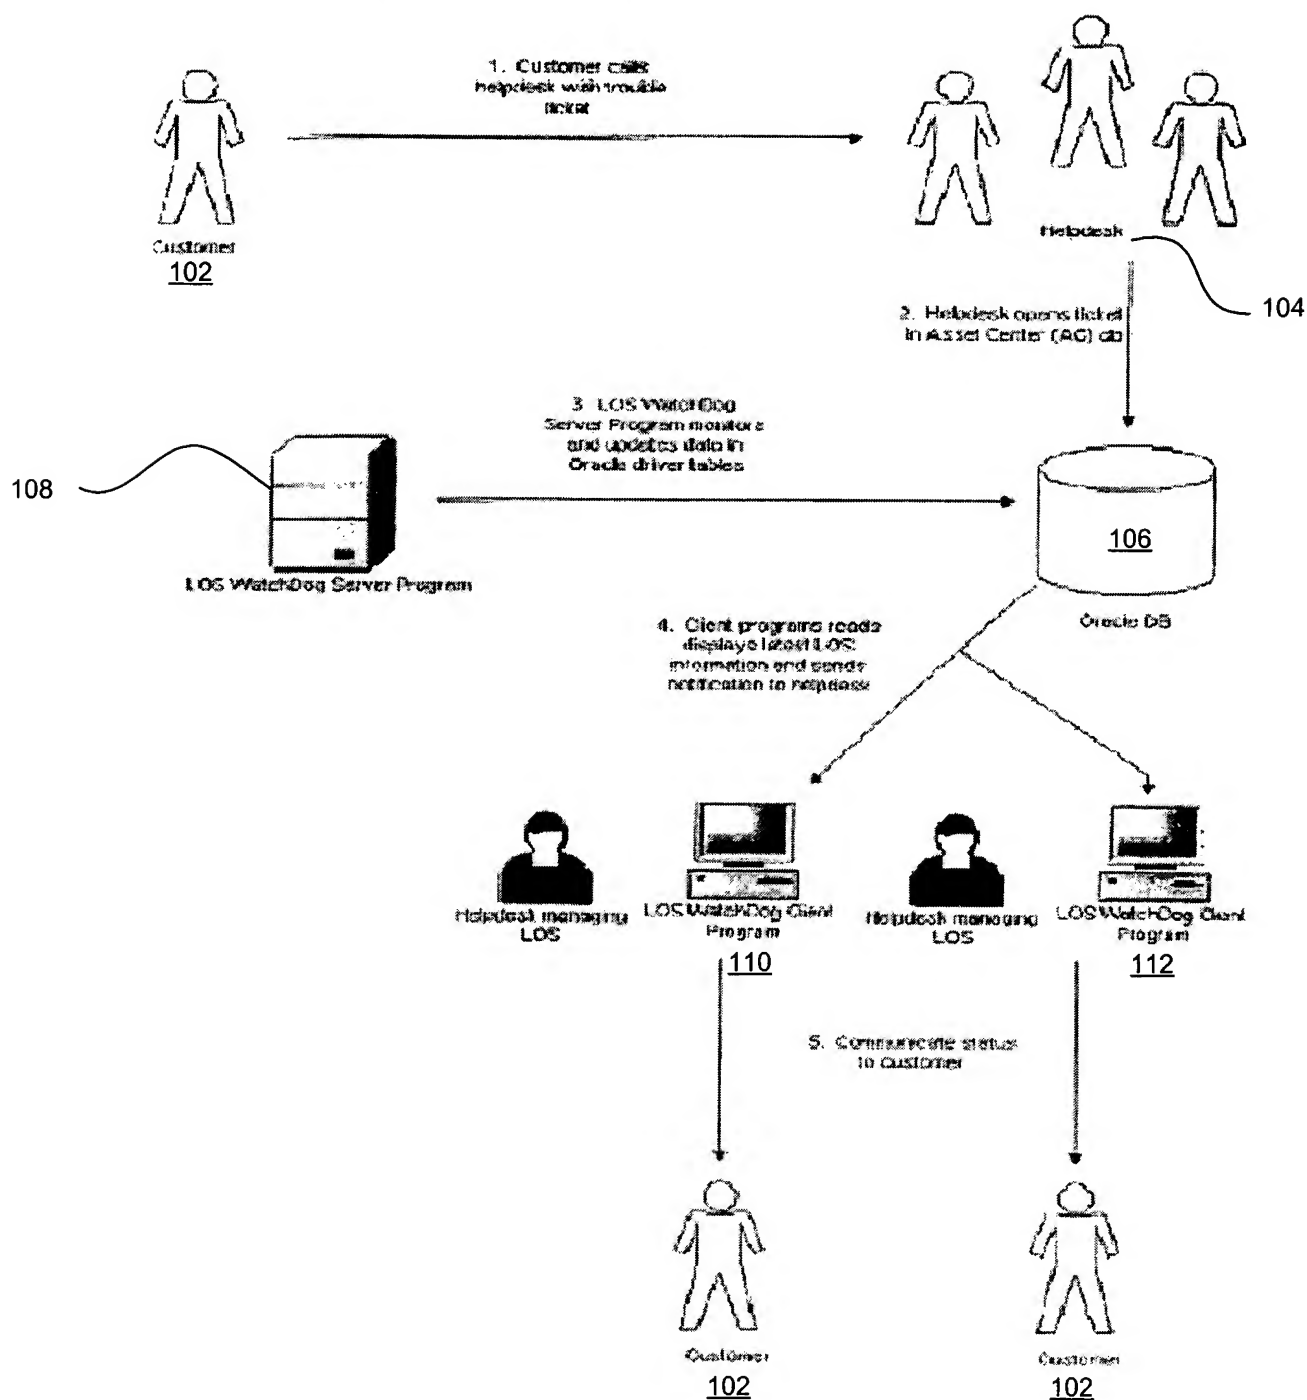 1. Customer calls
helpdesk with trouble
ticket
Customer
102
Helpdesk
104
2. Helpdesk opens ticket
in Asset Center (AC) db
3. LOS WatchDog
Server Program monitors
and updates data in
Oracle driver tables
108
LOS WatchDog Server Program
106
Oracle DB
4. Client programs reads
displays latest LOS
information and sends
notification to helpdesk
Helpdesk managing
LOS
LOS WatchDog Client
Program
110
Helpdesk managing
LOS
LOS WatchDog Client
Program
112
5. Communicate status
to customer
Customer
102
Customer
102